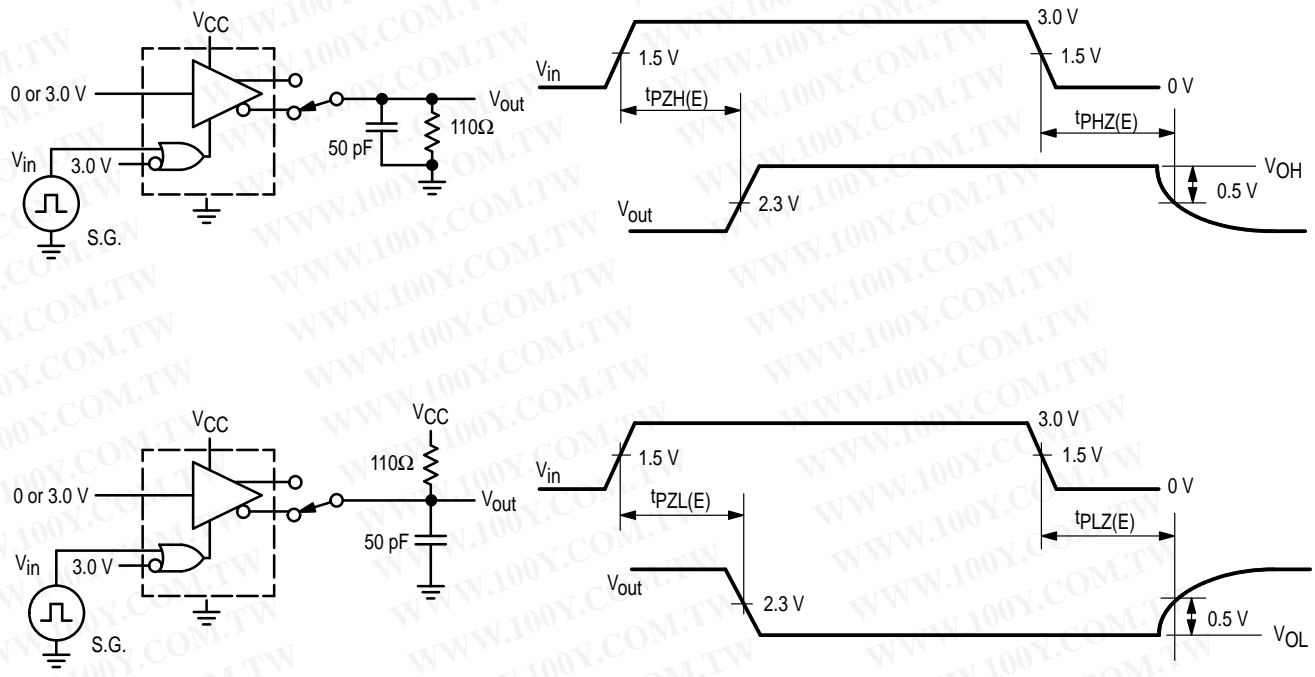 VCC
0 or 3.0 V
Vin
3.0 V
S.G.
50 pF
110Ω
Vout
Vin
1.5 V
tPZH(E)
3.0 V
1.5 V
0 V
tPHZ(E)
Vout
2.3 V
VOH
0.5 V
VCC
0 or 3.0 V
Vin
3.0 V
S.G.
VCC
110Ω
50 pF
Vout
Vin
1.5 V
tPZL(E)
3.0 V
1.5 V
0 V
tPLZ(E)
Vout
2.3 V
0.5 V
VOL
WWW.100Y.COM.TW